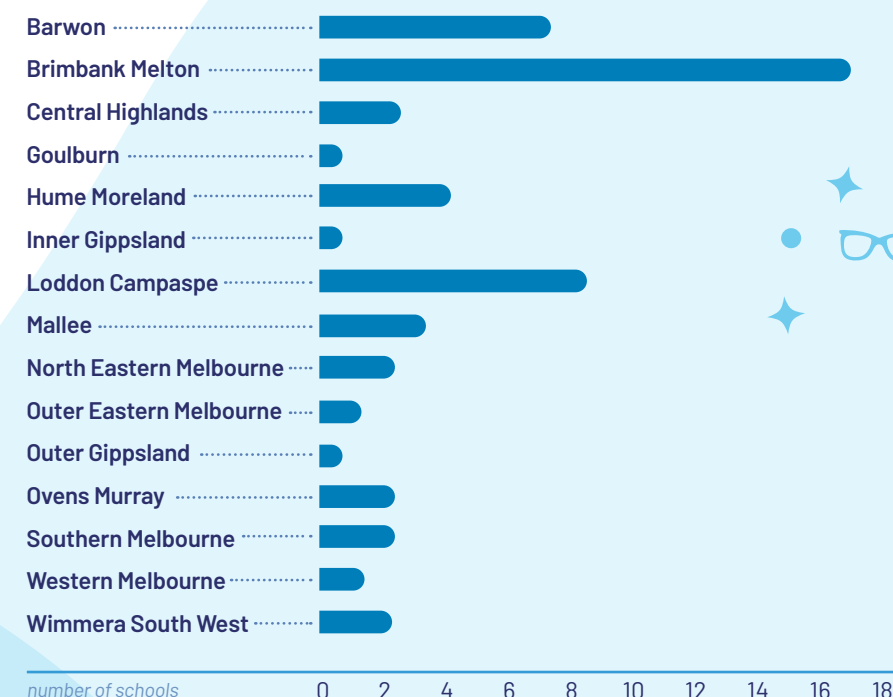 Barwon
Brimbank Melton
Central Highlands
Goulburn
Hume Moreland
Inner Gippsland
Loddon Campaspe
Mallee
North Eastern Melbourne
Outer Eastern Melbourne
Outer Gippsland
Ovens Murray
Southern Melbourne
Western Melbourne
Wimmera South West
number of schools 0 2 4 6 8 10 12 14 16 18